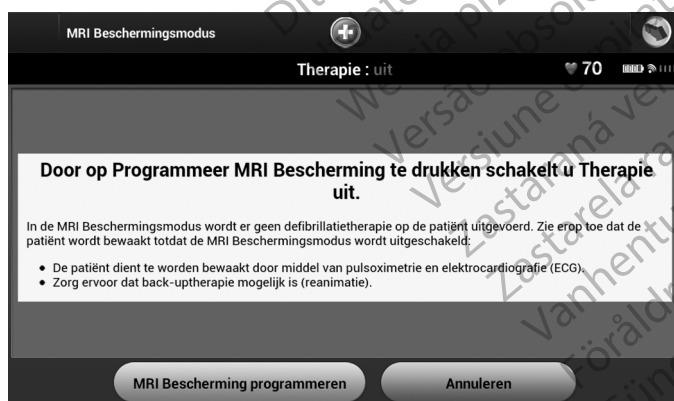 MRI Beschermingsmodus
Therapie : uit
70
Door op Programmeer MRI Bescherming te drukken schakelt u Therapie
uit.
In de MRI Beschermingsmodus wordt er geen defibrillatietherapie op de patiënt uitgevoerd. Zie erop toe dat de
patiënt wordt bewaakt totdat de MRI Beschermingsmodus wordt uitgeschakeld:
● De patiënt dient te worden bewaakt door middel van pulsoximetrie en elektrocardiografie (ECG).
● Zorg ervoor dat back-uptherapie mogelijk is (reanimatie).
MRI Bescherming programmeren
Annuleren
Versiune
Zastaraná